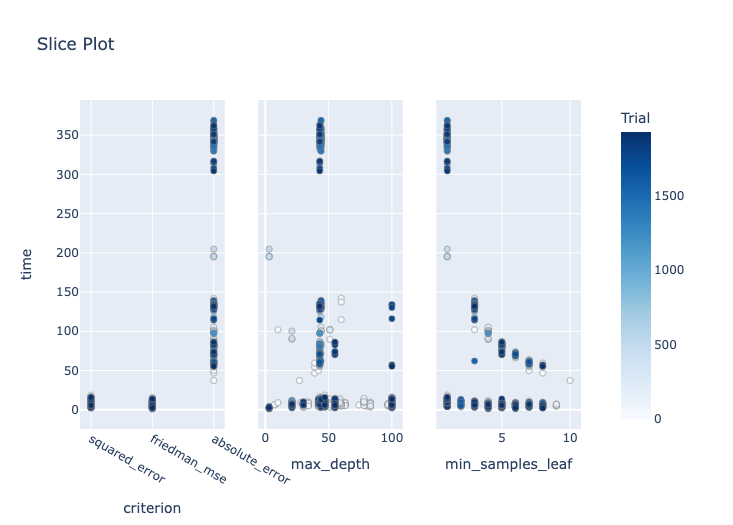 Slice Plot
Trial
time
350
300
250
200
150
100
50
0
squared_error
friedman_mse
absolute_error
criterion
0
50
100
max_depth
5
10
min_samples_leaf
1500
1000
500
0